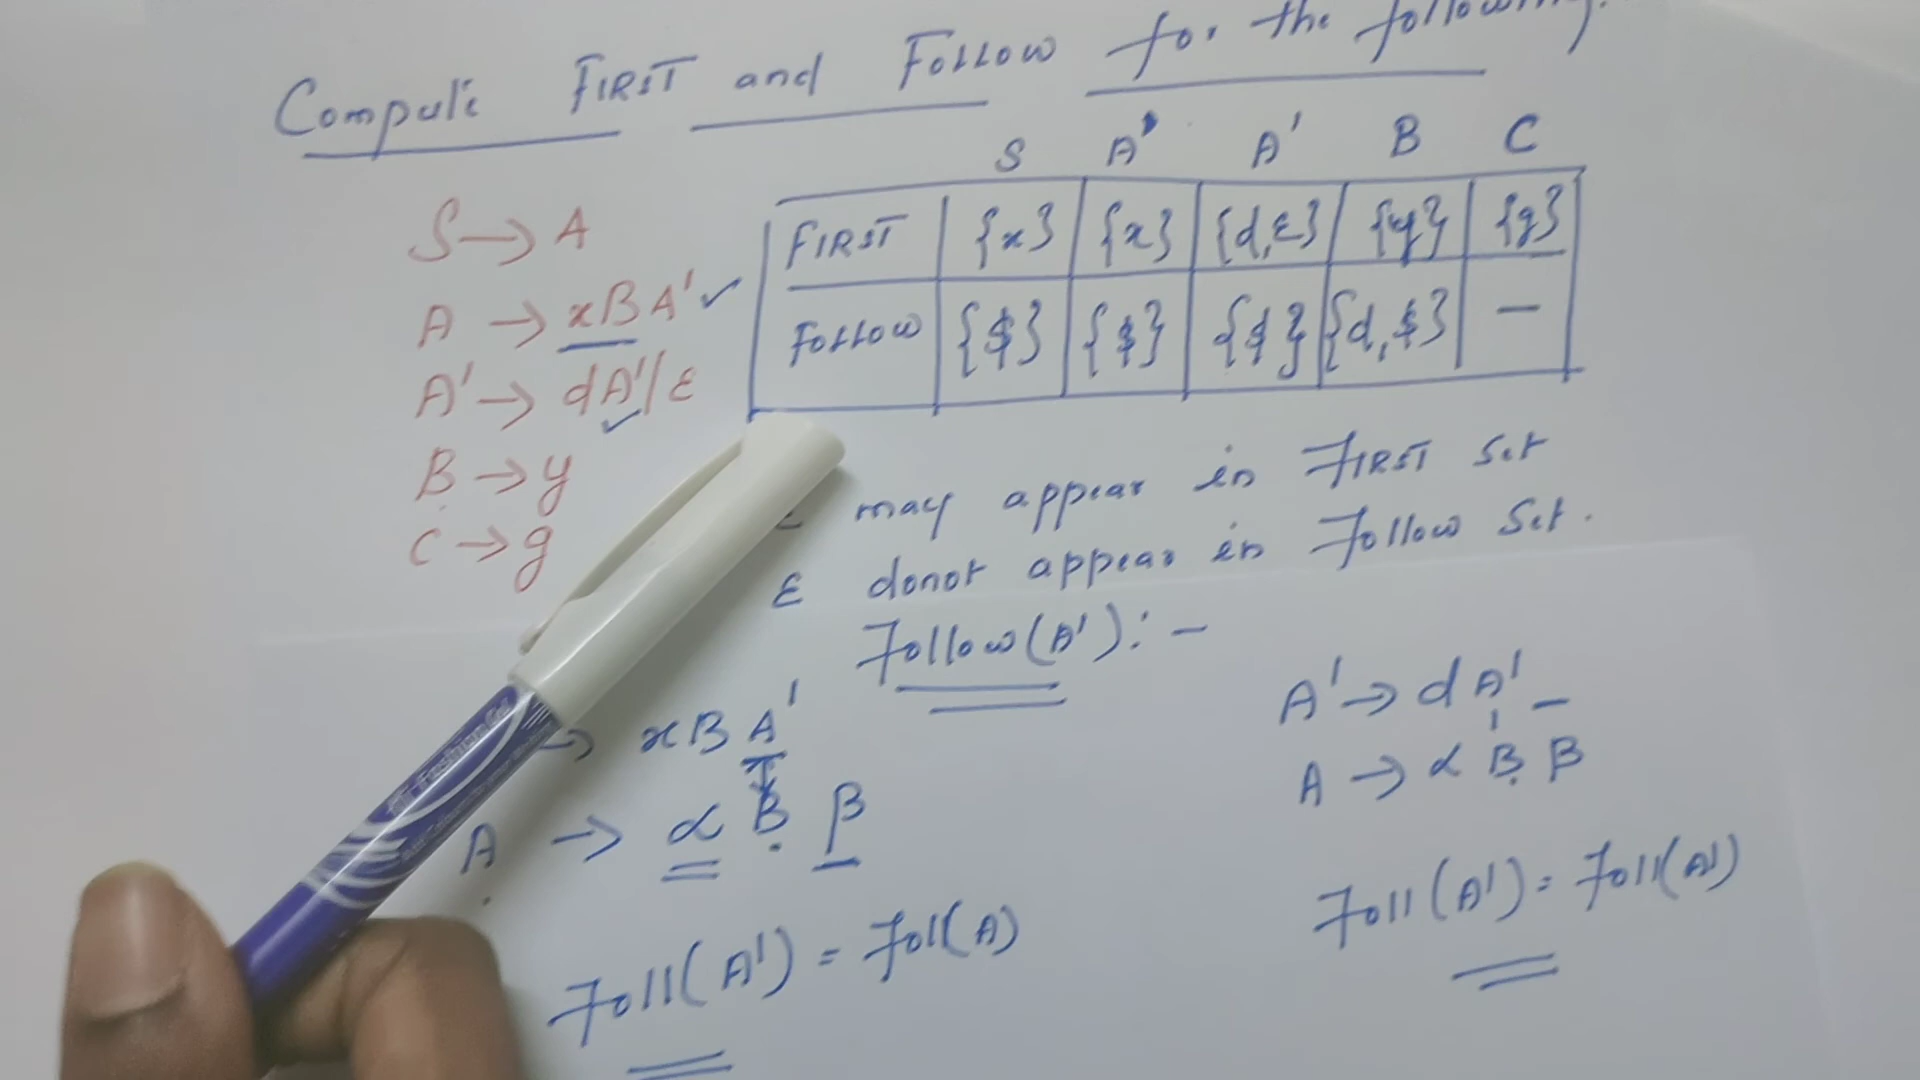 Compute FIRST and Follow for the following.
S → A
A → xBA' ✓
A' → dA'/ε
B → y
C → g
S A' A' B C
FIRST {x} {x} {d,ε} {y} {g}
Follow {$} {$} {$} {d,$} –
may appear in FIRST Set
ε donot appear in Follow Set.
Follow(A'):-
→ xBA'
A → α B β
Foll(A') = Foll(A)
A' → dA' –
A → α B β
Foll(A') = Foll(A')